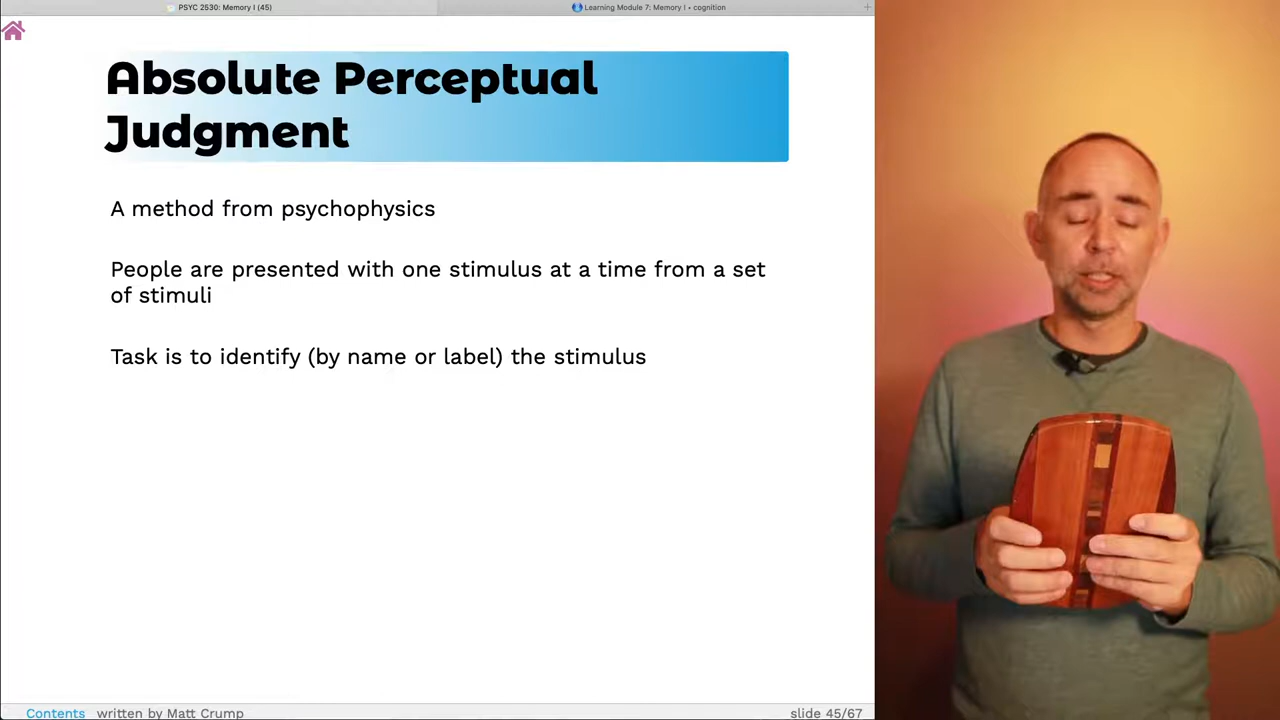 PSYC 2530: Memory I (45)
Learning Module 7: Memory I • cognition
Absolute Perceptual
Judgment
A method from psychophysics
People are presented with one stimulus at a time from a set
of stimuli
Task is to identify (by name or label) the stimulus
Contents written by Matt Crump
slide 45/67